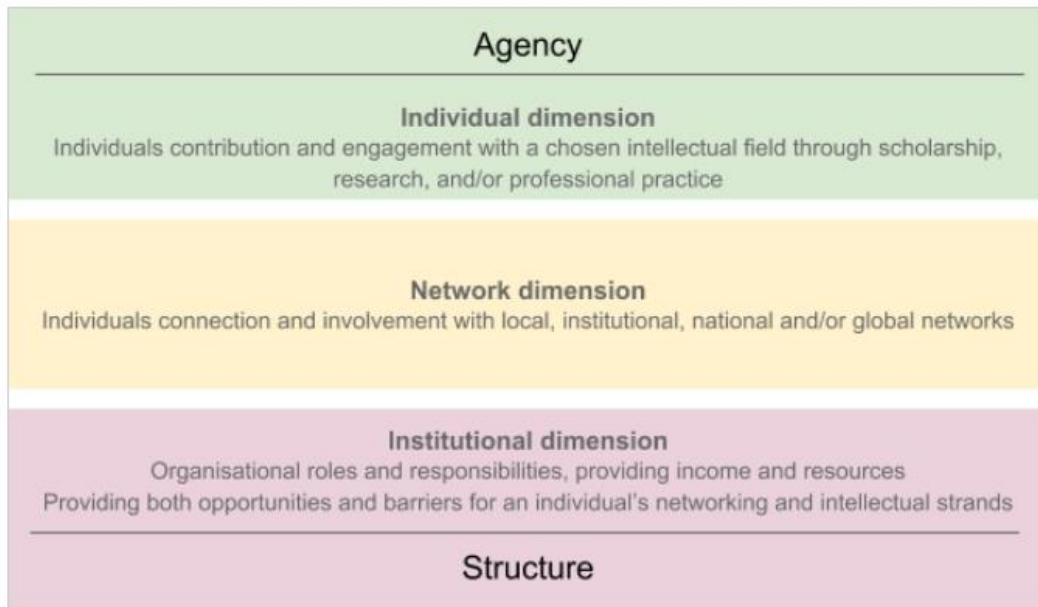 Agency
Individual dimension
Individuals contribution and engagement with a chosen intellectual field through scholarship,
research, and/or professional practice
Network dimension
Individuals connection and involvement with local, institutional, national and/or global networks
Institutional dimension
Organisational roles and responsibilities, providing income and resources
Providing both opportunities and barriers for an individual's networking and intellectual strands
Structure